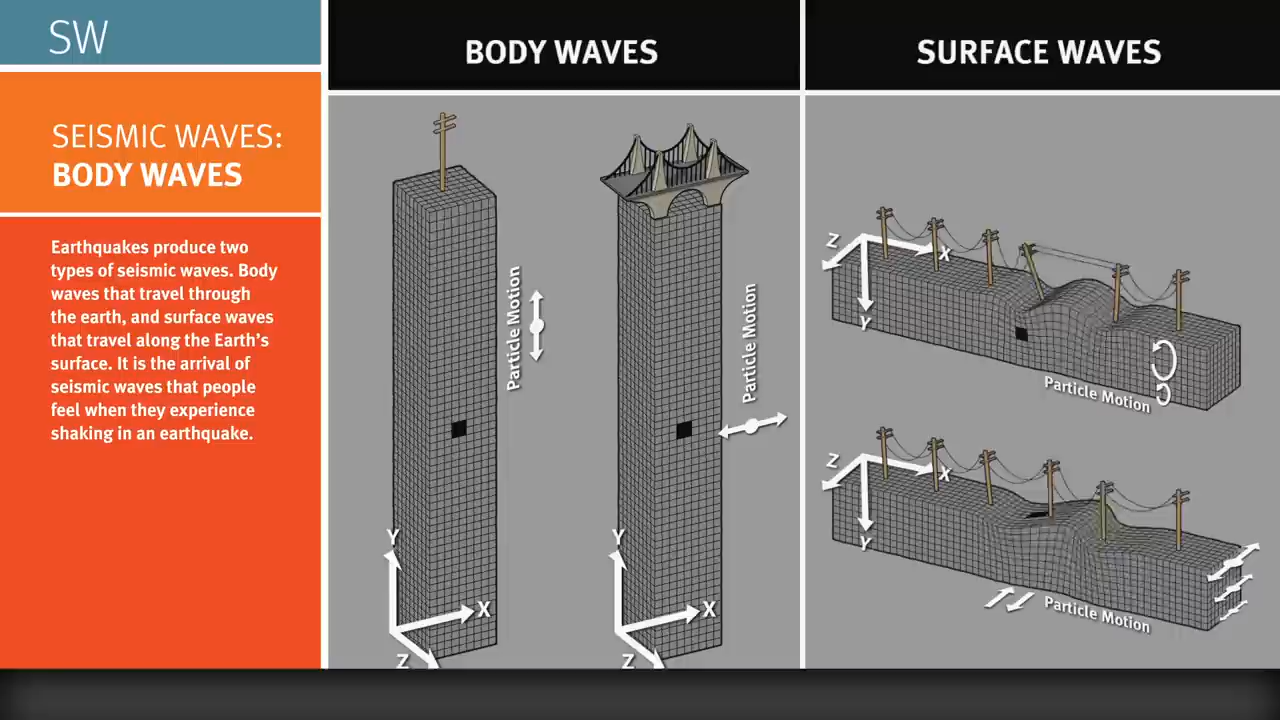 SW
SEISMIC WAVES:
BODY WAVES
Earthquakes produce two
types of seismic waves. Body
waves that travel through
the earth, and surface waves
that travel along the Earth's
surface. It is the arrival of
seismic waves that people
feel when they experience
shaking in an earthquake.
BODY WAVES
Particle Motion
Y
X
Z
Particle Motion
Y
X
Z
SURFACE WAVES
Z
X
Y
Particle Motion
Z
X
Y
Particle Motion